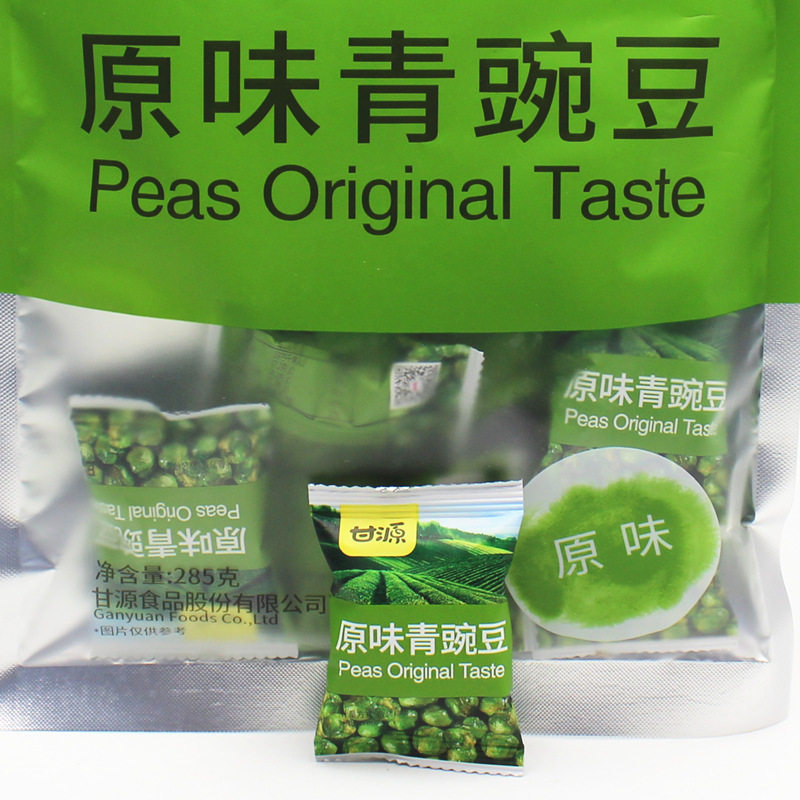 原味青豌豆
Peas Original Taste
原味青豌豆
Peas Original Taste
原味
Peas Original Taste
原味青豌豆
净含量:285克
甘源食品股份有限公司
Ganyuan Foods Co.,Ltd
*图片仅供参考
甘源
原味青豌豆
Peas Original Taste